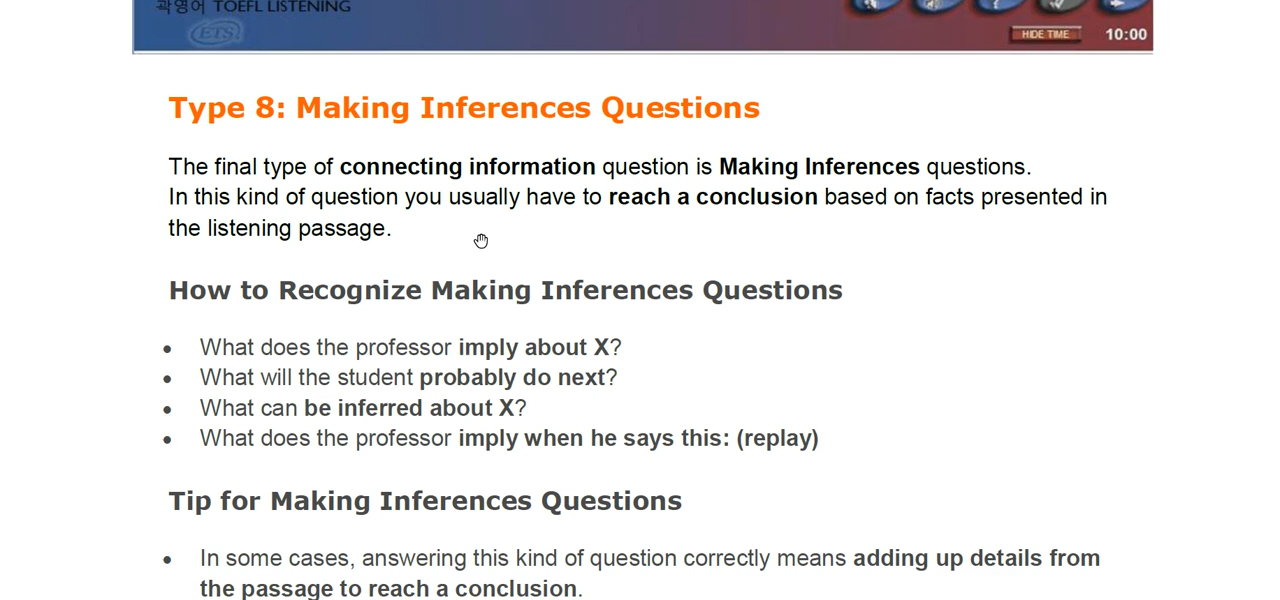 곽영어 TOEFL LISTENING
ETS
HIDE TIME 10:00
Type 8: Making Inferences Questions
The final type of connecting information question is Making Inferences questions.
In this kind of question you usually have to reach a conclusion based on facts presented in
the listening passage.
How to Recognize Making Inferences Questions
• What does the professor imply about X?
• What will the student probably do next?
• What can be inferred about X?
• What does the professor imply when he says this: (replay)
Tip for Making Inferences Questions
• In some cases, answering this kind of question correctly means adding up details from
the passage to reach a conclusion.